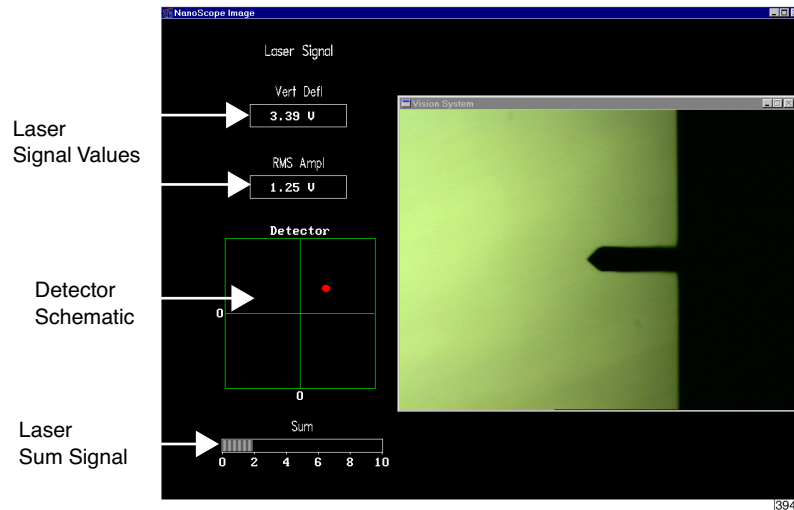 NanoScope Image
Laser Signal
Vert Defl
3.39 V
RMS Ampl
1.25 V
Detector
0
0
Sum
0 2 4 6 8 10
Vision System
Laser
Signal Values
Detector
Schematic
Laser
Sum Signal
394